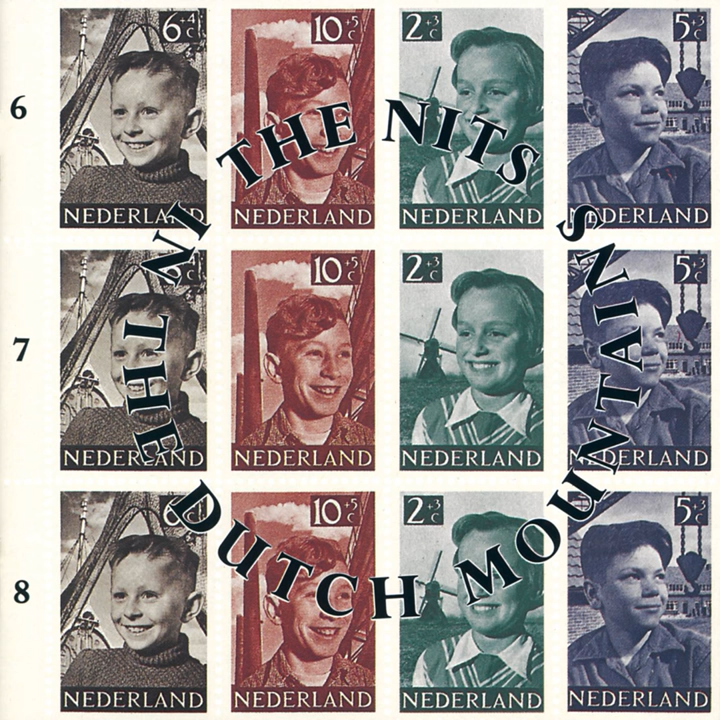 THE NITS
IN THE DUTCH MOUNTAINS
6
6+4 c
10+5 c
2+3 c
5+3 c
NEDERLAND
NEDERLAND
NEDERLAND
NEDERLAND
7
6 c
10+5 c
2+3 c
5+3 c
NEDERLAND
NEDERLAND
NEDERLAND
NEDERLAND
8
6 c
10+5 c
2+3 c
5+3 c
NEDERLAND
NEDERLAND
NEDERLAND
NEDERLAND